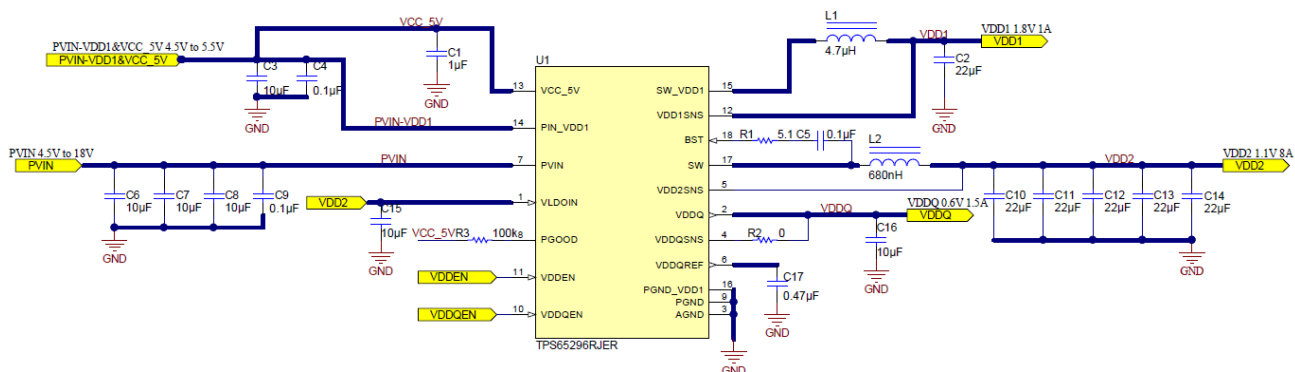 PVIN-VDD1&VCC_5V 4.5V to 5.5V
PVIN-VDD1&VCC_5V
C3
10µF
C4
0.1µF
GND
VCC_5V
C1
1µF
GND
PVIN-VDD1
PVIN 4.5V to 18V
PVIN
PVIN
C6
10µF
C7
10µF
C8
10µF
C9
0.1µF
GND
VDD2
C15
10µF
GND
VCC_5V
R3
100k
VDDEN
VDDQEN
U1
13
VCC_5V
14
PIN_VDD1
7
PVIN
1
VLDOIN
8
PGOOD
11
VDDEN
10
VDDQEN
SW_VDD1
15
VDD1SNS
12
BST
18
SW
17
VDD2SNS
5
VDDQ
2
VDDQSNS
4
VDDQREF
6
PGND_VDD1
16
PGND
9
AGND
3
TPS65296RJER
GND
L1
4.7µH
VDD1
VDD1 1.8V 1A
VDD1
C2
22µF
GND
R1
5.1
C5
0.1µF
L2
680nH
VDD2
VDD2 1.1V 8A
VDD2
C10
22µF
C11
22µF
C12
22µF
C13
22µF
C14
22µF
GND
VDDQ
VDDQ 0.6V 1.5A
VDDQ
R2
0
C16
10µF
GND
C17
0.47µF
GND